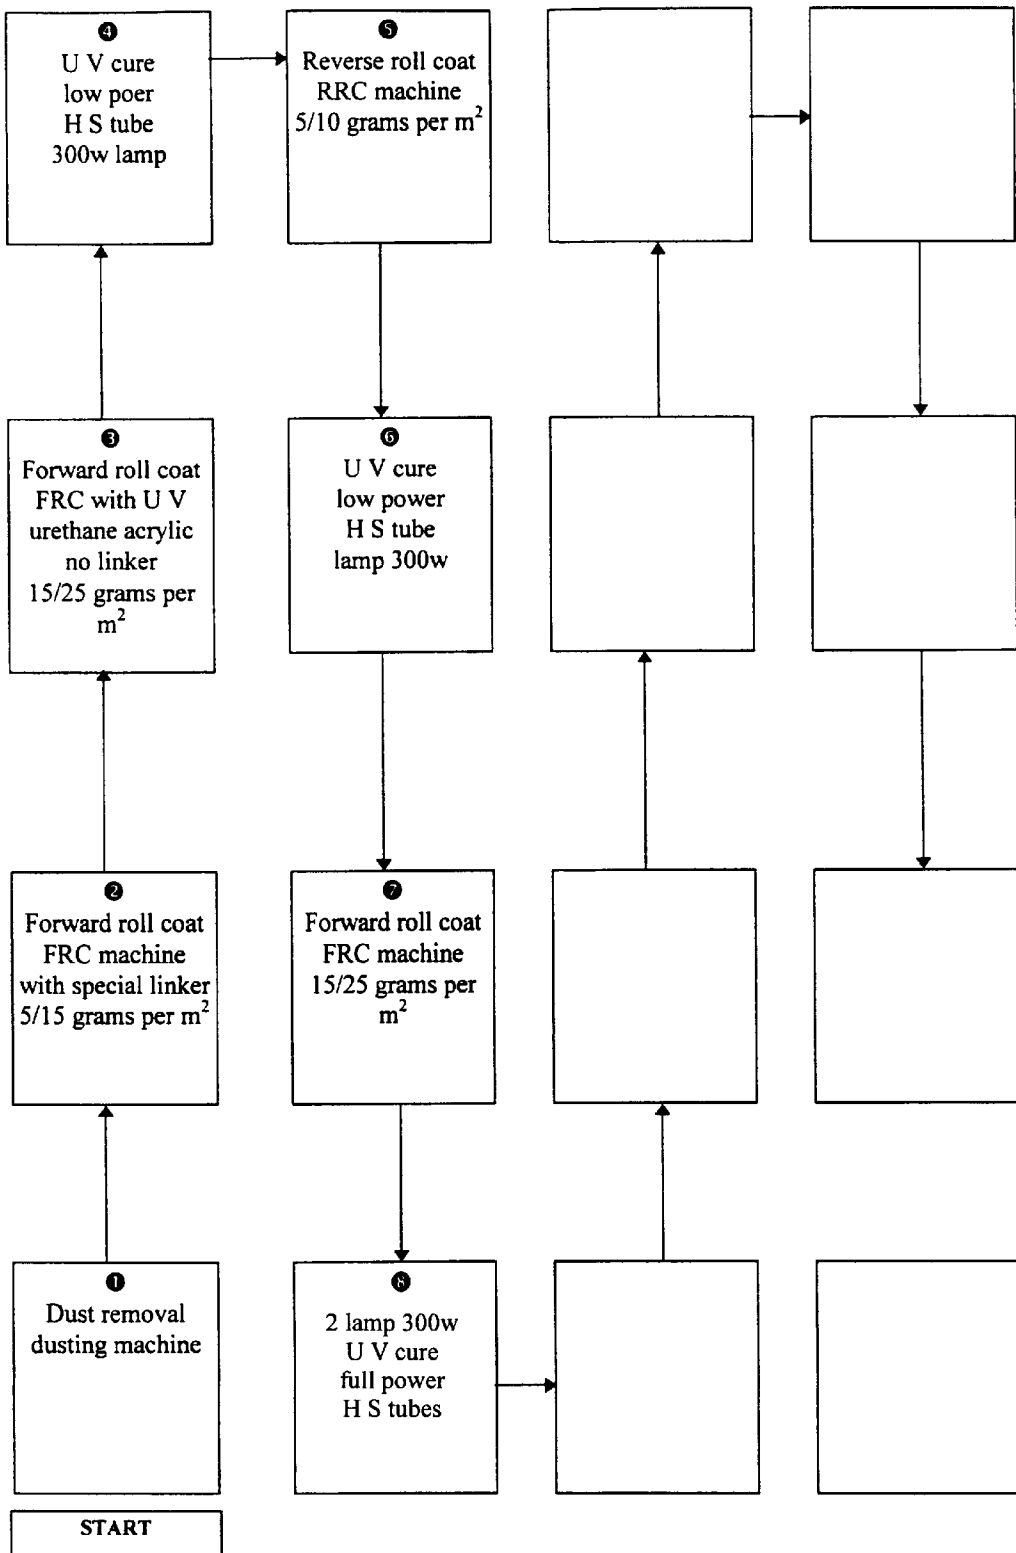 ❹
U V cure
low poer
H S tube
300w lamp
❺
Reverse roll coat
RRC machine
5/10 grams per m²
❸
Forward roll coat
FRC with U V
urethane acrylic
no linker
15/25 grams per
m²
❻
U V cure
low power
H S tube
lamp 300w
❷
Forward roll coat
FRC machine
with special linker
5/15 grams per m²
❼
Forward roll coat
FRC machine
15/25 grams per
m²
❶
Dust removal
dusting machine
❽
2 lamp 300w
U V cure
full power
H S tubes
START